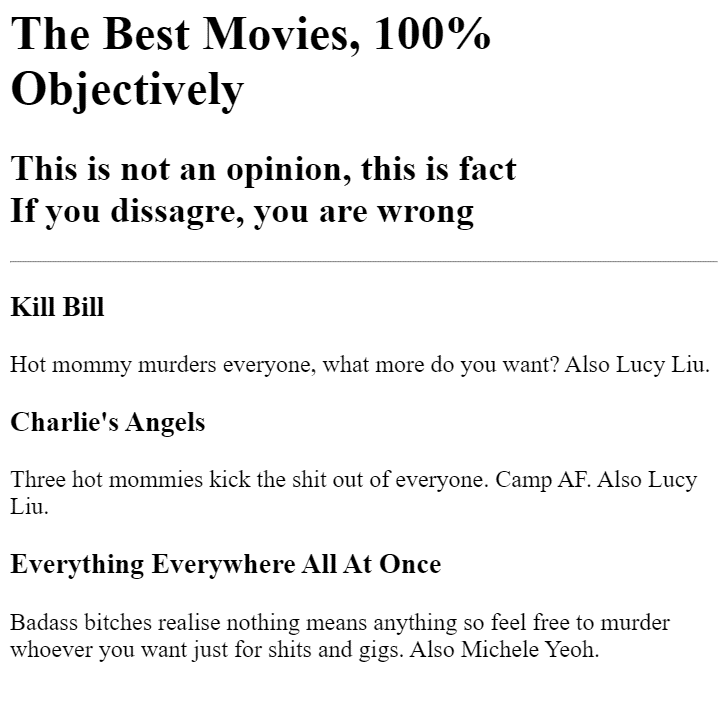 The Best Movies, 100%
Objectively
This is not an opinion, this is fact
If you dissagre, you are wrong
Kill Bill
Hot mommy murders everyone, what more do you want? Also Lucy Liu.
Charlie's Angels
Three hot mommies kick the shit out of everyone. Camp AF. Also Lucy
Liu.
Everything Everywhere All At Once
Badass bitches realise nothing means anything so feel free to murder
whoever you want just for shits and gigs. Also Michele Yeoh.